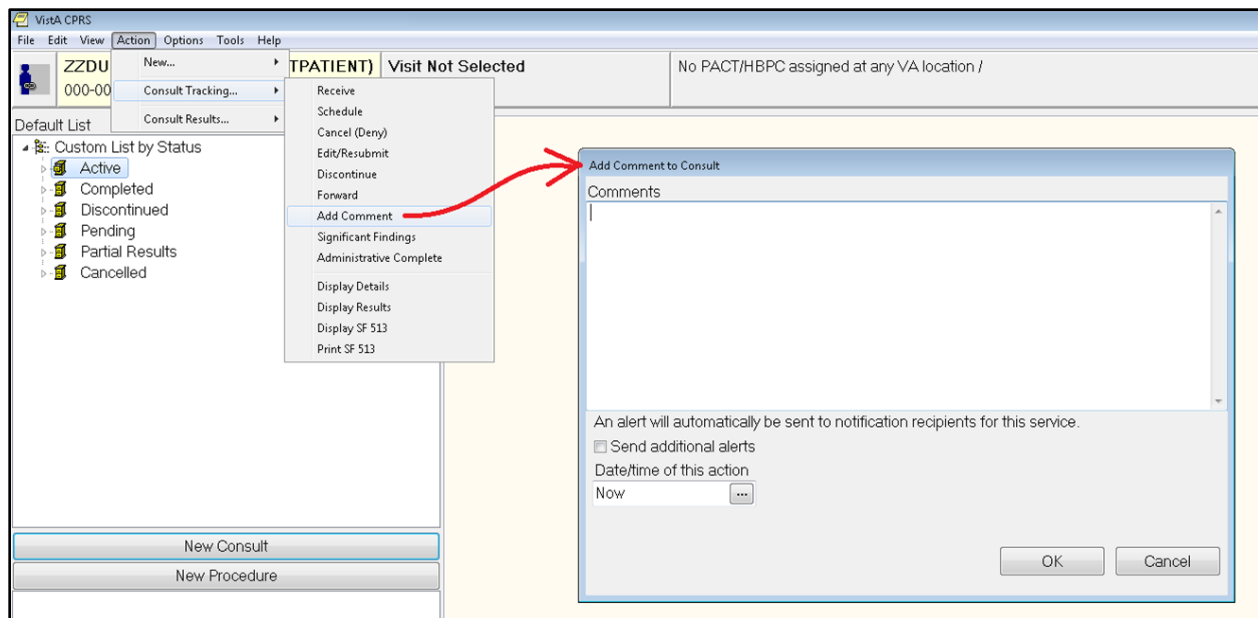 VistA CPRS
File Edit View Action Options Tools Help
ZZDU
TPATIENT)
Visit Not Selected
No PACT/HBPC assigned at any VA location /
000-00
New...
Consult Tracking...
Consult Results...
Receive
Schedule
Cancel (Deny)
Edit/Resubmit
Discontinue
Forward
Add Comment
Significant Findings
Administrative Complete
Display Details
Display Results
Display SF 513
Print SF 513
Default List
Custom List by Status
Active
Completed
Discontinued
Pending
Partial Results
Cancelled
New Consult
New Procedure
Add Comment to Consult
Comments
An alert will automatically be sent to notification recipients for this service.
Send additional alerts
Date/time of this action
Now
...
OK
Cancel